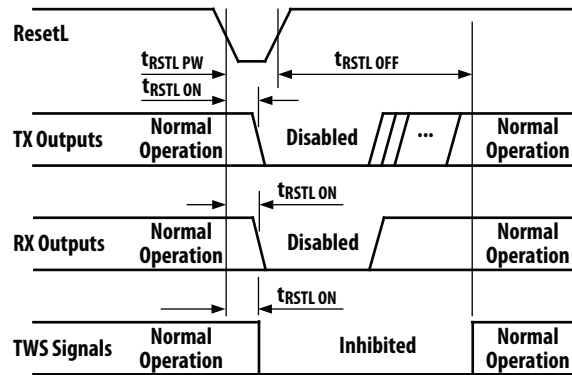 ResetL
tRSTL PW
tRSTL OFF
tRSTL ON
TX Outputs
Normal
Operation
Disabled
...
Normal
Operation
tRSTL ON
RX Outputs
Normal
Operation
Disabled
Normal
Operation
tRSTL ON
TWS Signals
Normal
Operation
Inhibited
Normal
Operation